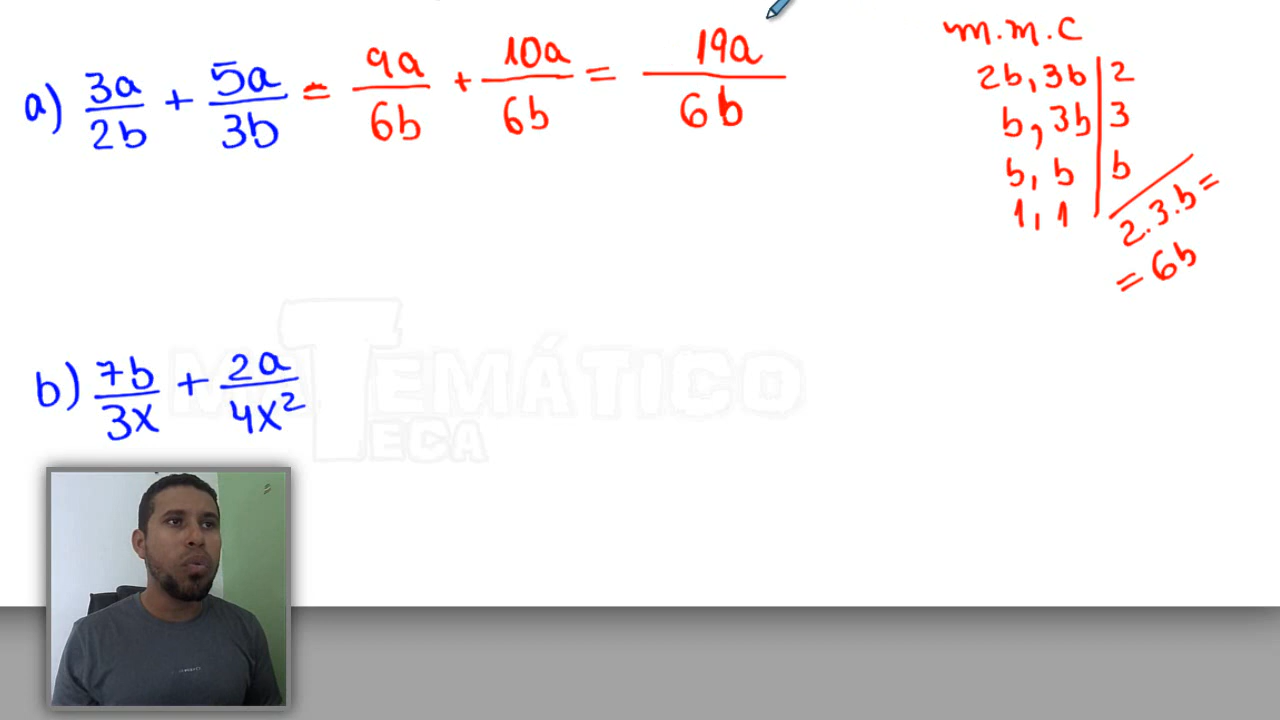 a) 3a/2b + 5a/3b = 9a/6b + 10a/6b = 19a/6b
m.m.c
2b, 3b | 2
b, 3b | 3
b, b | b
1, 1
2.3.b =
= 6b
MATEMÁTICO
TECA
b) 7b/3x + 2a/4x²